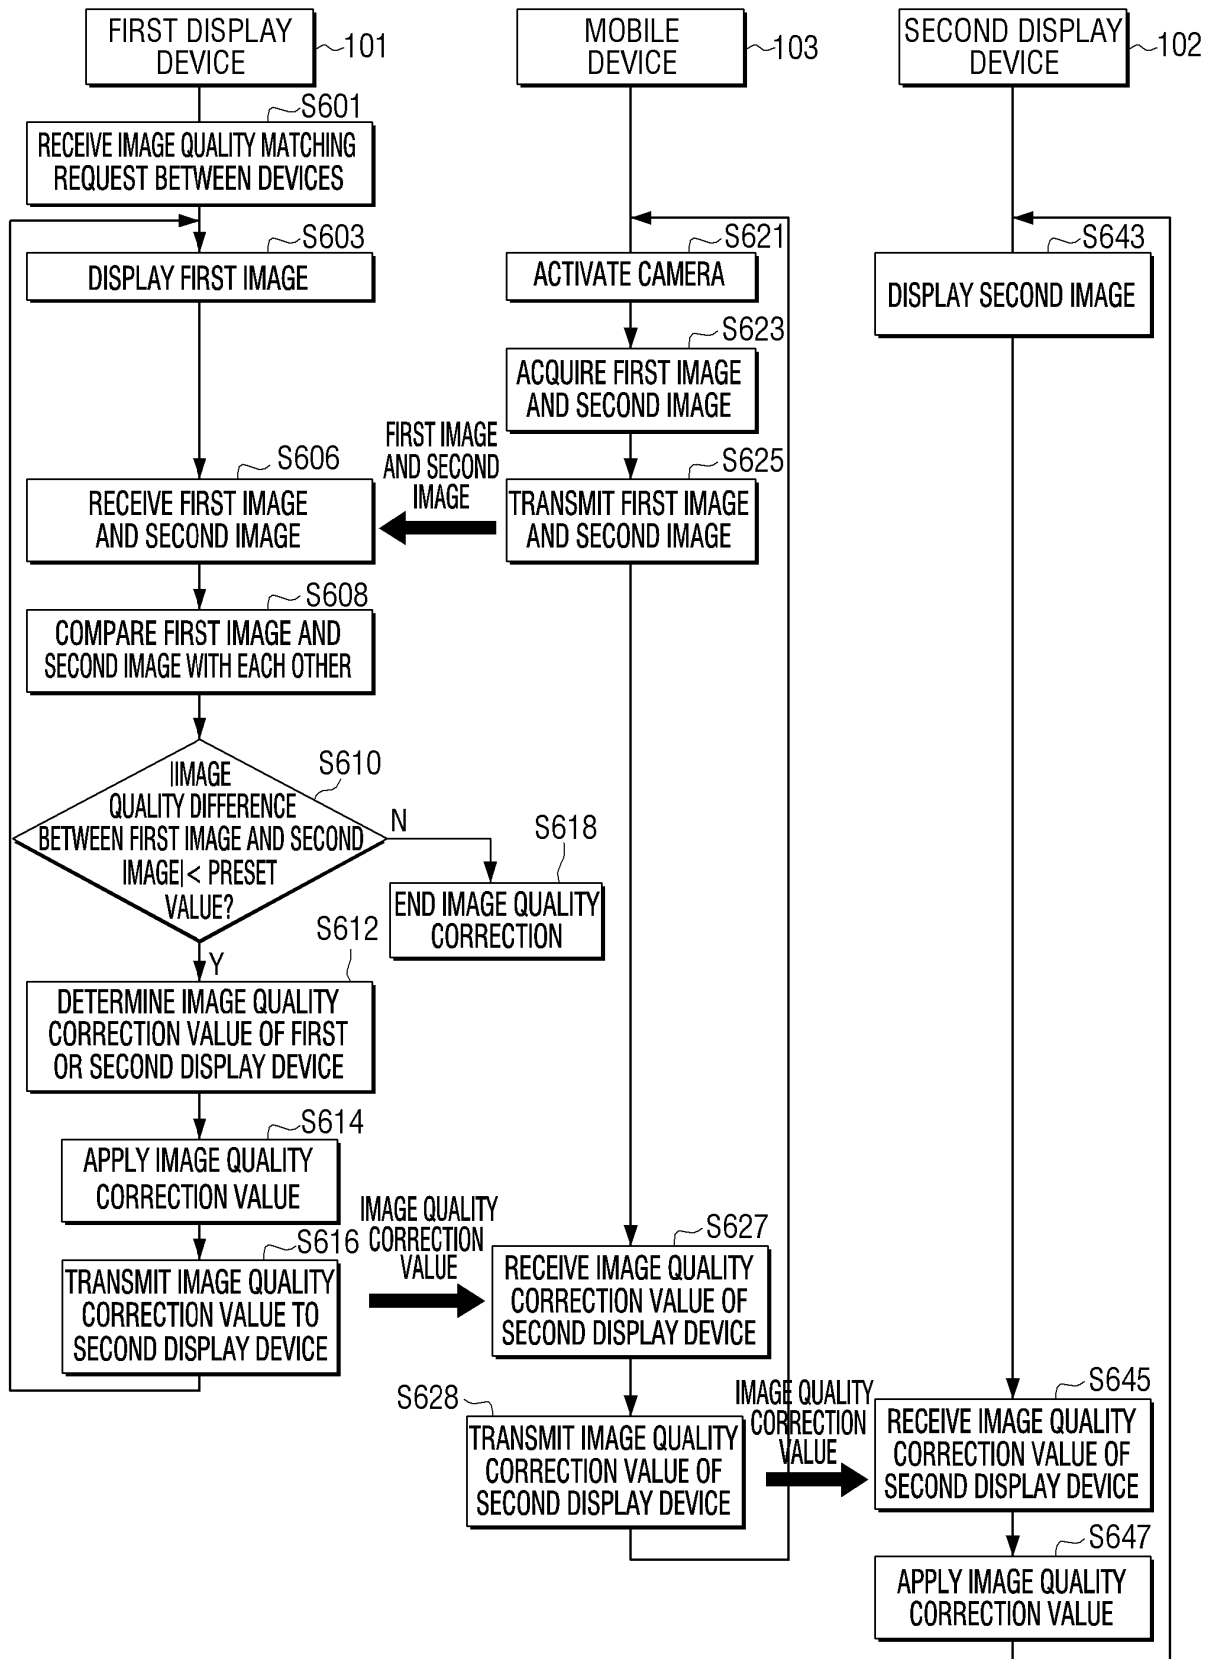 FIRST DISPLAY
DEVICE
101
MOBILE
DEVICE
103
SECOND DISPLAY
DEVICE
102
S601
RECEIVE IMAGE QUALITY MATCHING
REQUEST BETWEEN DEVICES
S603
DISPLAY FIRST IMAGE
S621
ACTIVATE CAMERA
S643
DISPLAY SECOND IMAGE
S623
ACQUIRE FIRST IMAGE
AND SECOND IMAGE
FIRST IMAGE
AND SECOND
IMAGE
S606
RECEIVE FIRST IMAGE
AND SECOND IMAGE
S625
TRANSMIT FIRST IMAGE
AND SECOND IMAGE
S608
COMPARE FIRST IMAGE AND
SECOND IMAGE WITH EACH OTHER
S610
|IMAGE
QUALITY DIFFERENCE
BETWEEN FIRST IMAGE AND SECOND
IMAGE| < PRESET
VALUE?
N
S618
END IMAGE QUALITY
CORRECTION
Y
S612
DETERMINE IMAGE QUALITY
CORRECTION VALUE OF FIRST
OR SECOND DISPLAY DEVICE
S614
APPLY IMAGE QUALITY
CORRECTION VALUE
S616
TRANSMIT IMAGE QUALITY
CORRECTION VALUE TO
SECOND DISPLAY DEVICE
IMAGE QUALITY
CORRECTION
VALUE
S627
RECEIVE IMAGE QUALITY
CORRECTION VALUE OF
SECOND DISPLAY DEVICE
S628
TRANSMIT IMAGE QUALITY
CORRECTION VALUE OF
SECOND DISPLAY DEVICE
IMAGE QUALITY
CORRECTION
VALUE
S645
RECEIVE IMAGE QUALITY
CORRECTION VALUE OF
SECOND DISPLAY DEVICE
S647
APPLY IMAGE QUALITY
CORRECTION VALUE